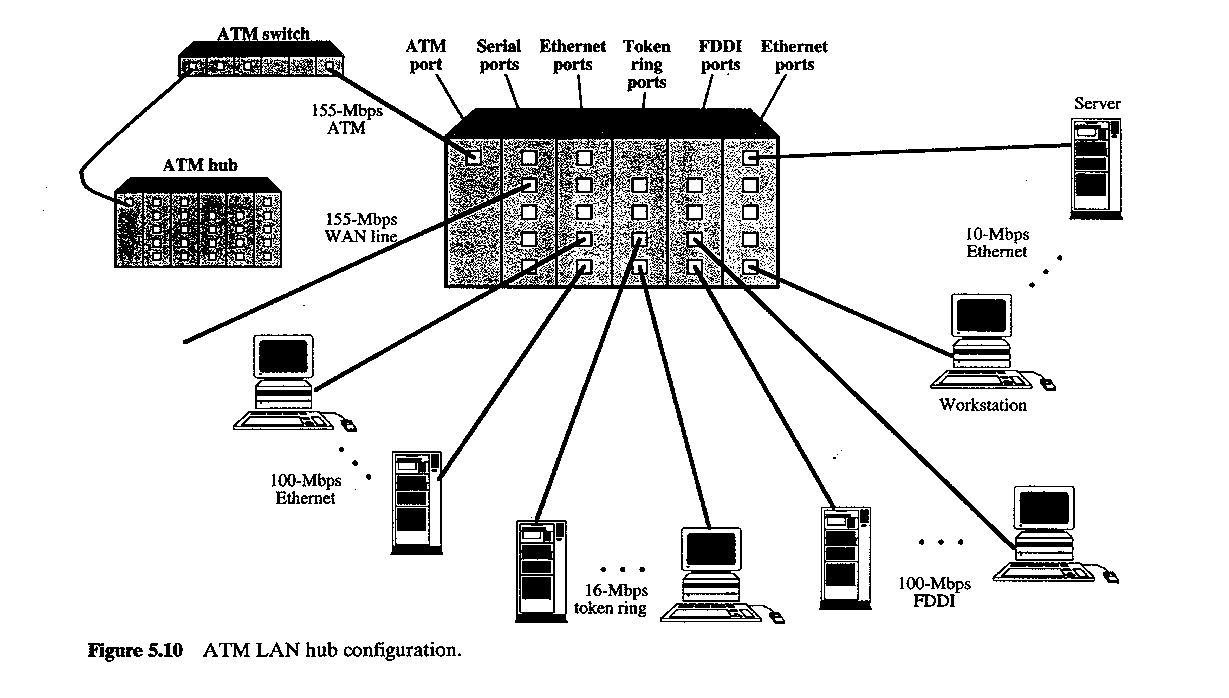 ATM switch
ATM
port
Serial
ports
Ethernet
ports
Token
ring
ports
FDDI
ports
Ethernet
ports
155-Mbps
ATM
Server
ATM hub
155-Mbps
WAN line
10-Mbps
Ethernet
Workstation
100-Mbps
Ethernet
16-Mbps
token ring
100-Mbps
FDDI
Figure 5.10 ATM LAN hub configuration.